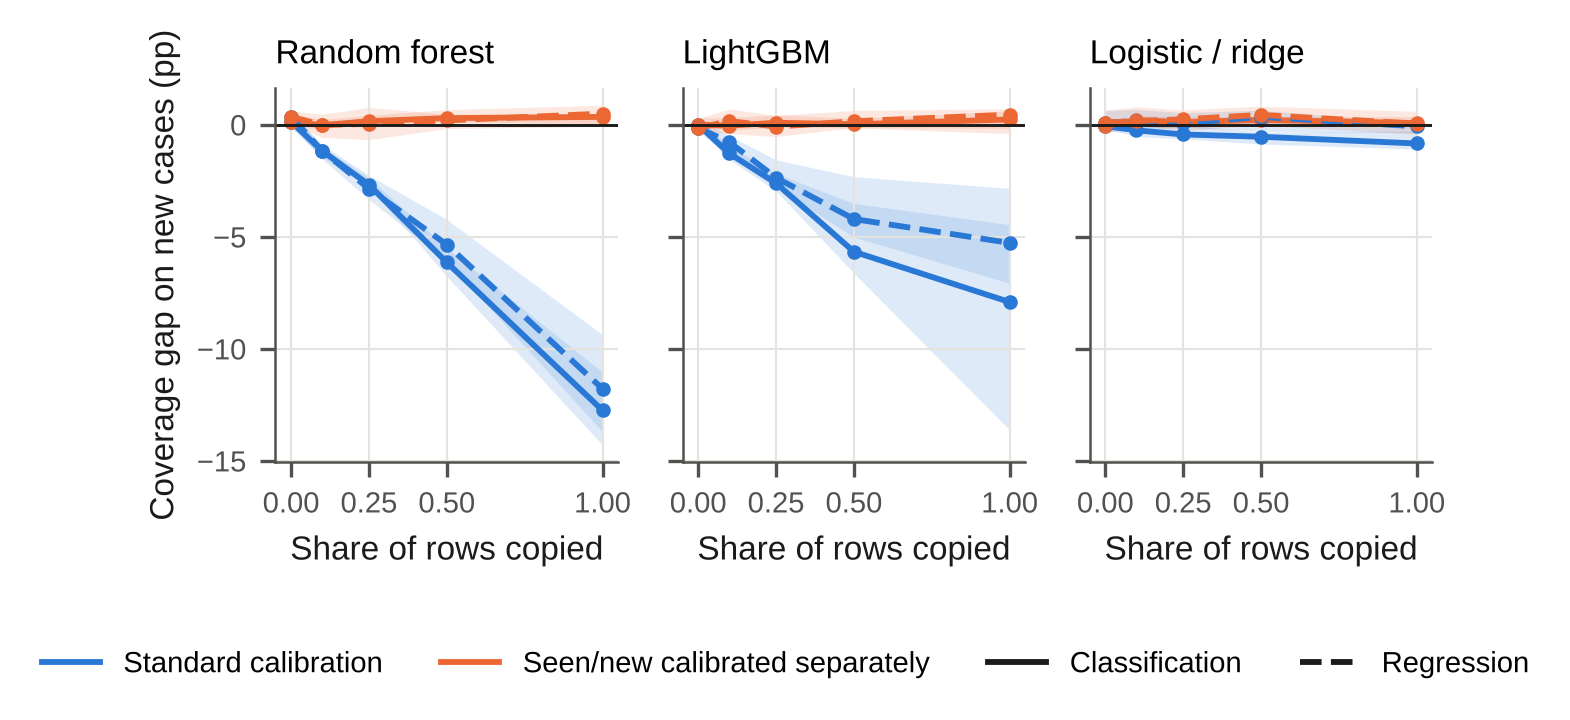 Random forest
LightGBM
Logistic / ridge
Coverage gap on new cases (pp)
0
−5
−10
−15
0.00 0.25 0.50 1.00
0.00 0.25 0.50 1.00
0.00 0.25 0.50 1.00
Share of rows copied
Share of rows copied
Share of rows copied
Standard calibration
Seen/new calibrated separately
Classification
Regression